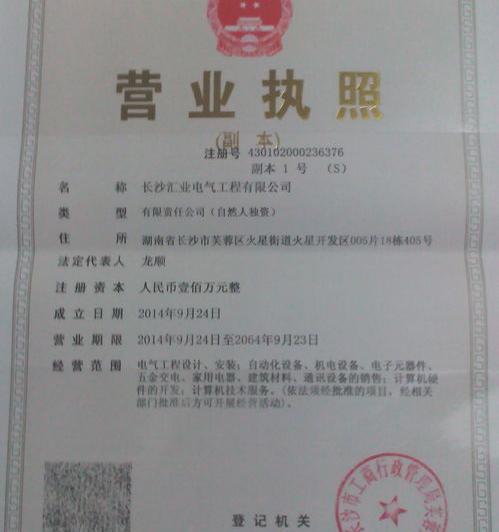 营业执照
(副 本)
注册号 430102000236376
副本 1 号 (S)
名 称 长沙汇业电气工程有限公司
类 型 有限责任公司（自然人独资）
住 所 湖南省长沙市芙蓉区火星街道火星开发区005片18栋405号
法定代表人 龙顺
注册资本 人民币壹佰万元整
成立日期 2014年9月24日
营业期限 2014年9月24日至2064年9月23日
经营范围 电气工程设计、安装；自动化设备、机电设备、电子元器件、
五金交电、家用电器、建筑材料、通讯设备的销售；计算机硬
件的开发；计算机技术服务。(依法须经批准的项目，经相关
部门批准后方可开展经营活动)。
长沙市工商行政管理局芙
登记机关